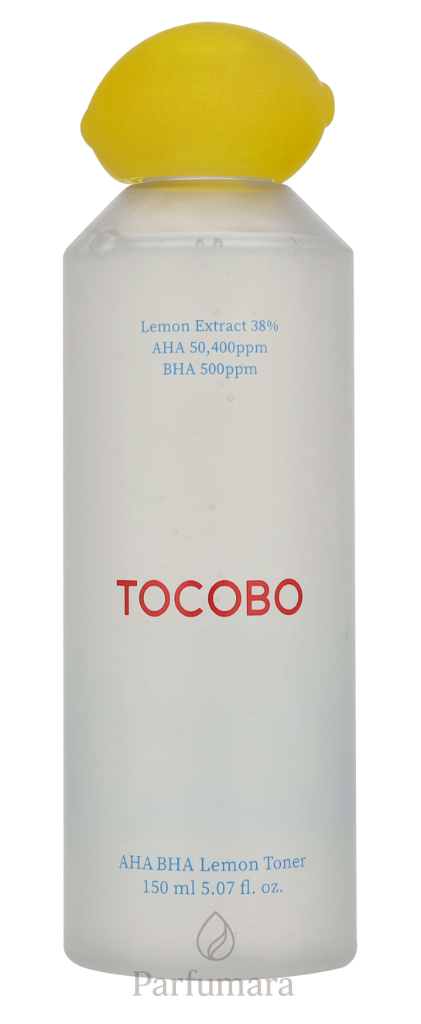 Lemon Extract 38%
AHA 50,400ppm
BHA 500ppm
TOCOBO
AHA BHA Lemon Toner
150 ml 5.07 fl. oz.
Parfumara